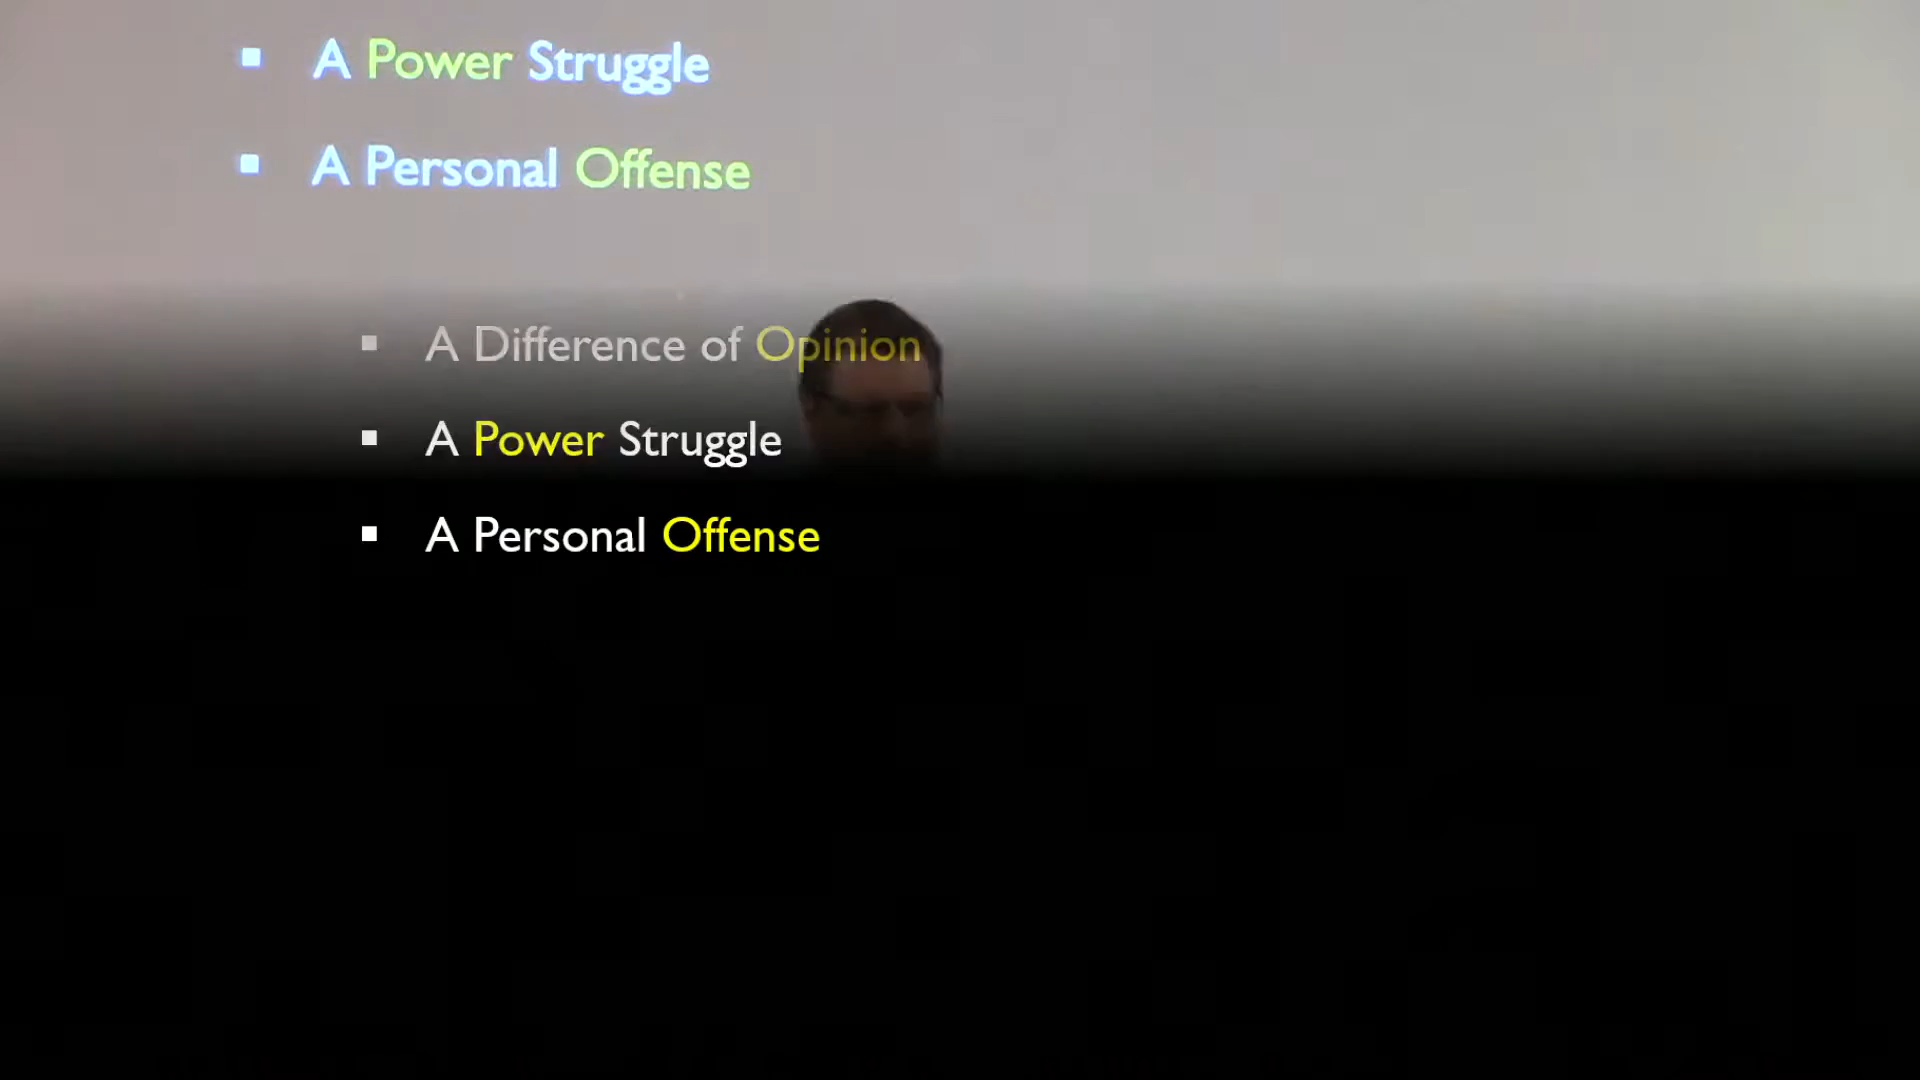 ▪ A Power Struggle
▪ A Personal Offense
▪ A Difference of Opinion
▪ A Power Struggle
▪ A Personal Offense